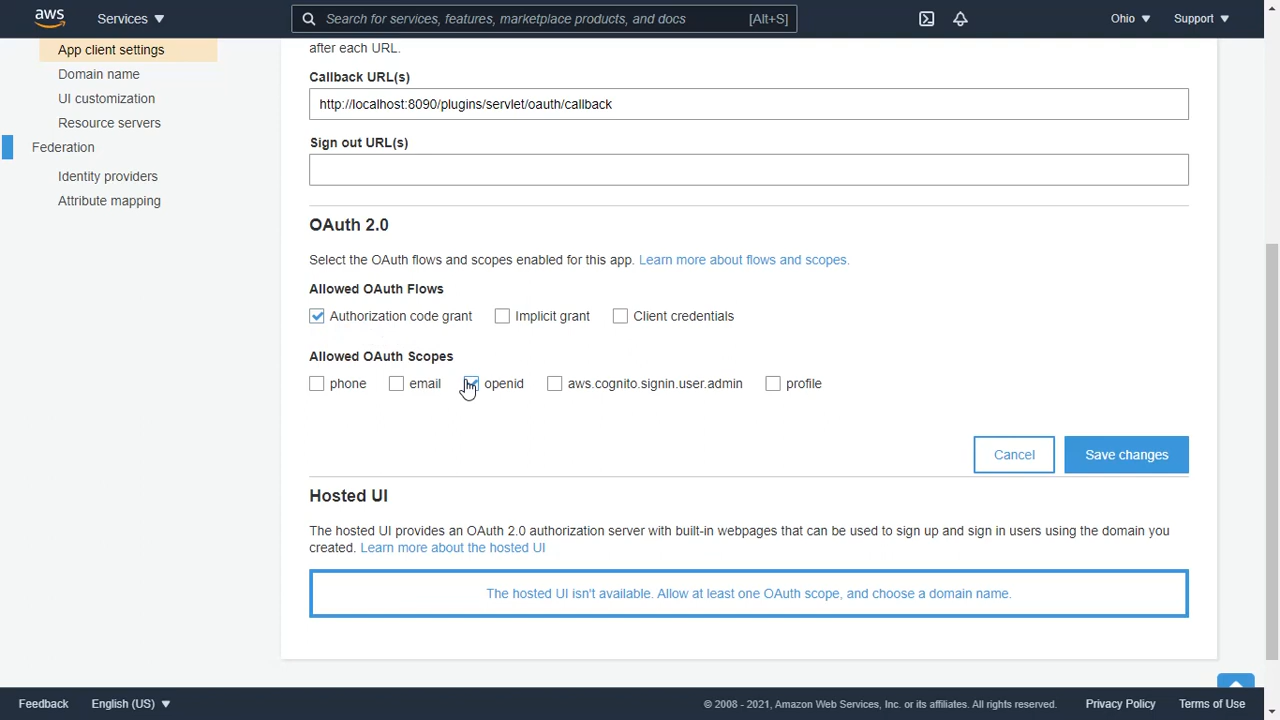 aws
Services
Search for services, features, marketplace products, and docs [Alt+S]
Ohio
Support
App client settings
Domain name
UI customization
Resource servers
Federation
Identity providers
Attribute mapping
after each URL.
Callback URL(s)
http://localhost:8090/plugins/servlet/oauth/callback
Sign out URL(s)
OAuth 2.0
Select the OAuth flows and scopes enabled for this app. Learn more about flows and scopes.
Allowed OAuth Flows
Authorization code grant Implicit grant Client credentials
Allowed OAuth Scopes
phone email openid aws.cognito.signin.user.admin profile
Cancel Save changes
Hosted UI
The hosted UI provides an OAuth 2.0 authorization server with built-in webpages that can be used to sign up and sign in users using the domain you
created. Learn more about the hosted UI
The hosted UI isn't available. Allow at least one OAuth scope, and choose a domain name.
Feedback English (US) © 2008 - 2021, Amazon Web Services, Inc. or its affiliates. All rights reserved. Privacy Policy Terms of Use